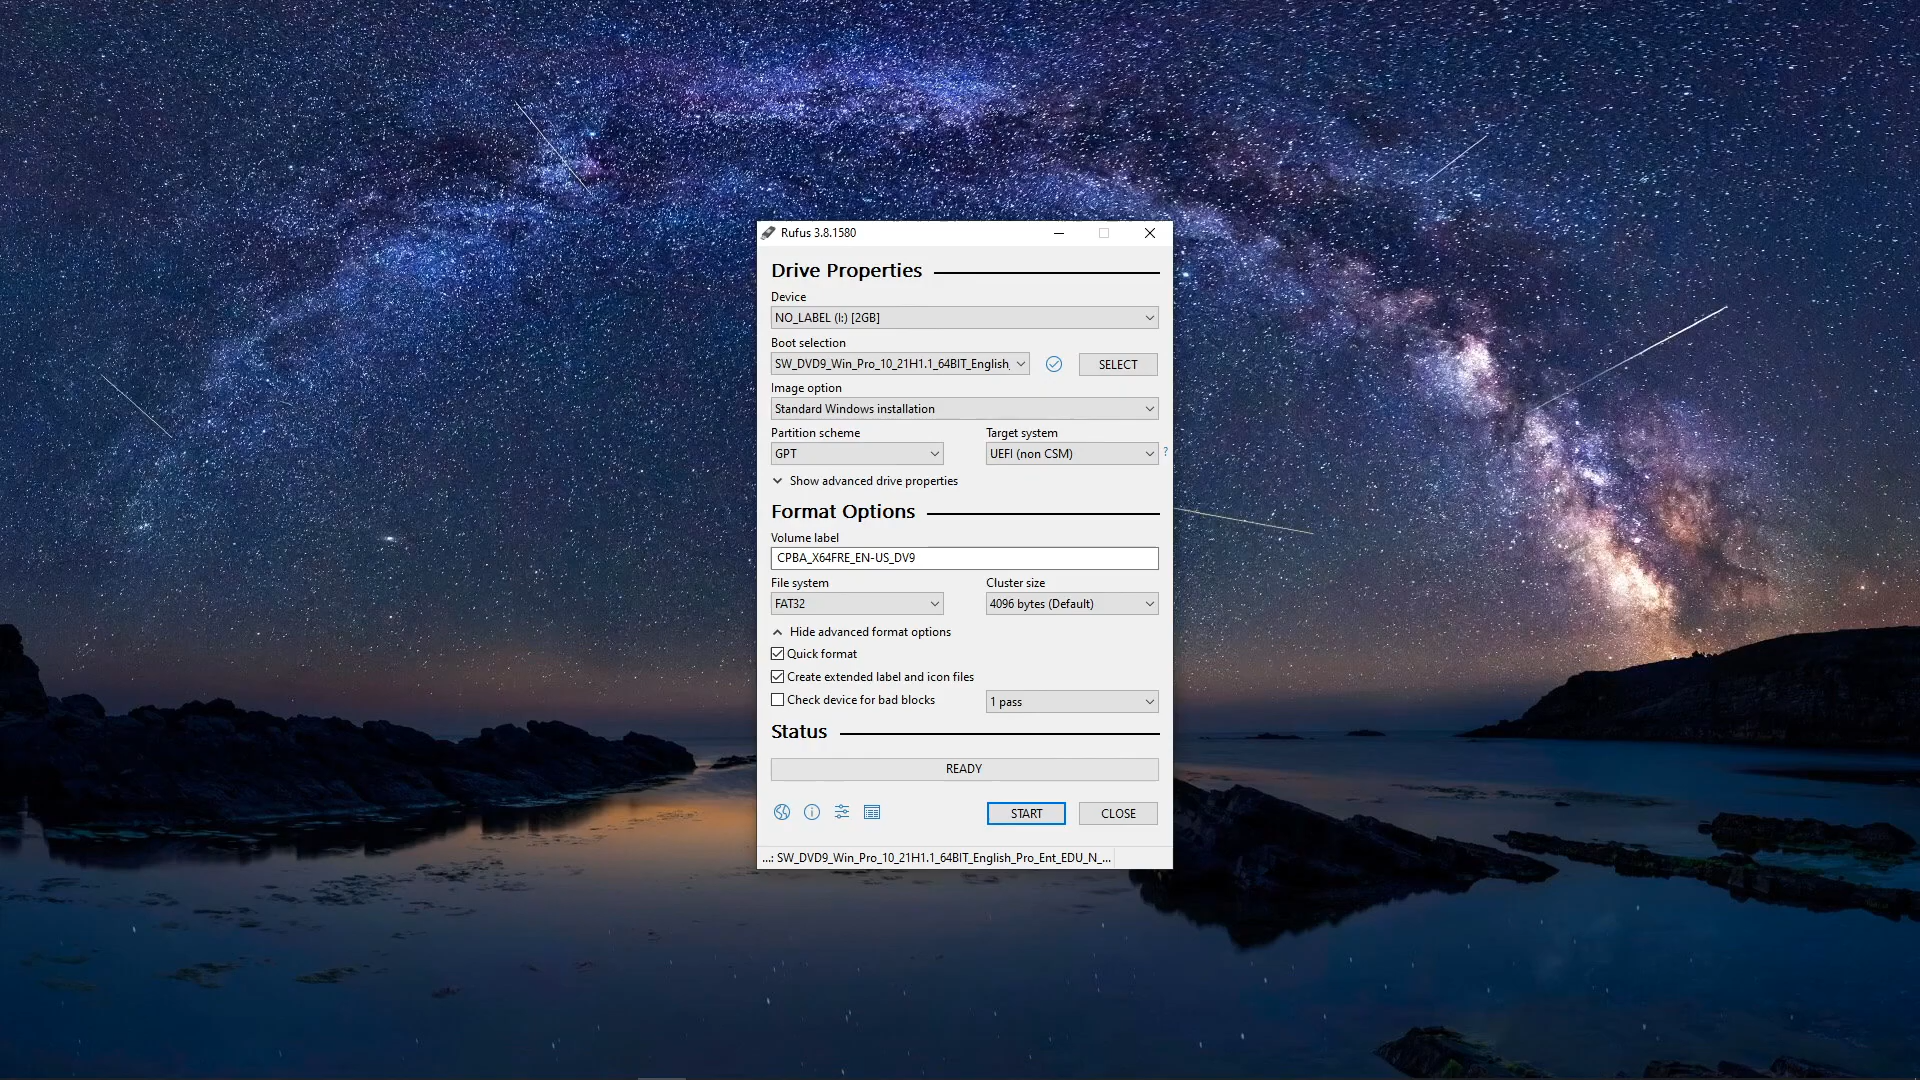 Rufus 3.8.1580
Drive Properties
Device
NO_LABEL (I:) [2GB]
Boot selection
SW_DVD9_Win_Pro_10_21H1.1_64BIT_English_
SELECT
Image option
Standard Windows installation
Partition scheme
Target system
GPT
UEFI (non CSM)
?
Show advanced drive properties
Format Options
Volume label
CPBA_X64FRE_EN-US_DV9
File system
Cluster size
FAT32
4096 bytes (Default)
Hide advanced format options
Quick format
Create extended label and icon files
Check device for bad blocks
1 pass
Status
READY
START
CLOSE
...: SW_DVD9_Win_Pro_10_21H1.1_64BIT_English_Pro_Ent_EDU_N_...